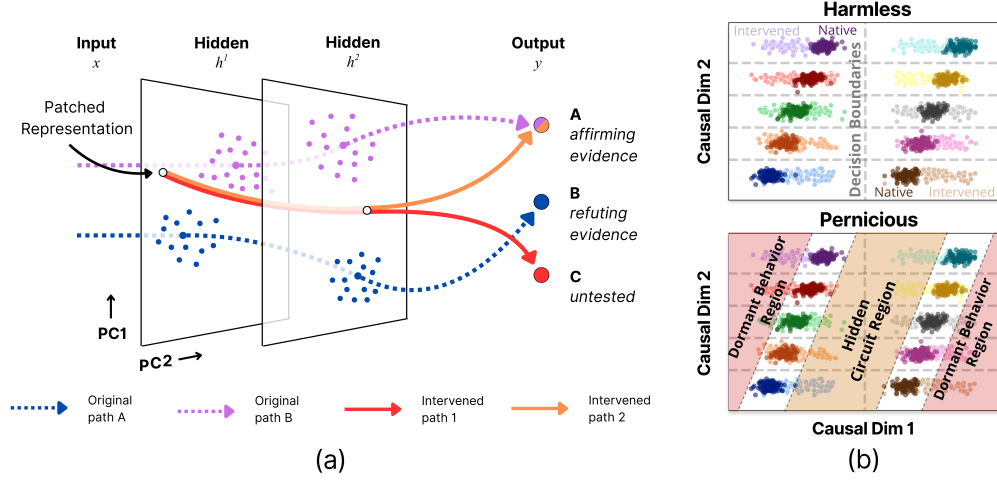 Input
x
Hidden
h¹
Hidden
h²
Output
y
Patched
Representation
A
affirming
evidence
B
refuting
evidence
C
untested
PC1
PC2
Original
path A
Original
path B
Intervened
path 1
Intervened
path 2
(a)
Harmless
Intervened
Native
Causal Dim 2
Decision Boundaries
Native
Intervened
Pernicious
Causal Dim 2
Dormant Behavior
Region
Hidden
Circuit Region
Dormant Behavior
Region
Causal Dim 1
(b)